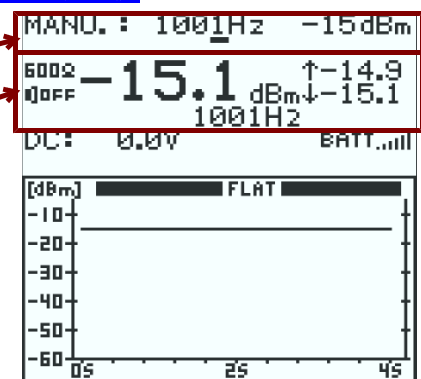 MANU.: 1001Hz -15dBm
600Ω -15.1 dBm ↑-14.9
OFF ↓-15.1
1001Hz
DC: 0.0V BATT.
[dBm] FLAT
-10
-20
-30
-40
-50
-60
0s 2s 4s